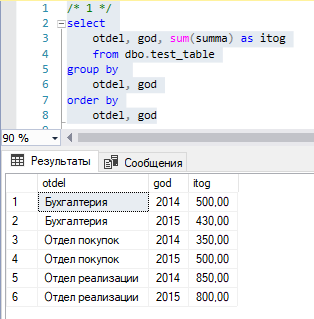 1 /* 1 */
2 select
3 otdel, god, sum(summa) as itog
4 from dbo.test_table
5 group by
6 otdel, god
7 order by
8 otdel, god
90 %
Результаты Сообщения
otdel god itog
1 Бухгалтерия 2014 500,00
2 Бухгалтерия 2015 430,00
3 Отдел покупок 2014 350,00
4 Отдел покупок 2015 500,00
5 Отдел реализации 2014 850,00
6 Отдел реализации 2015 800,00